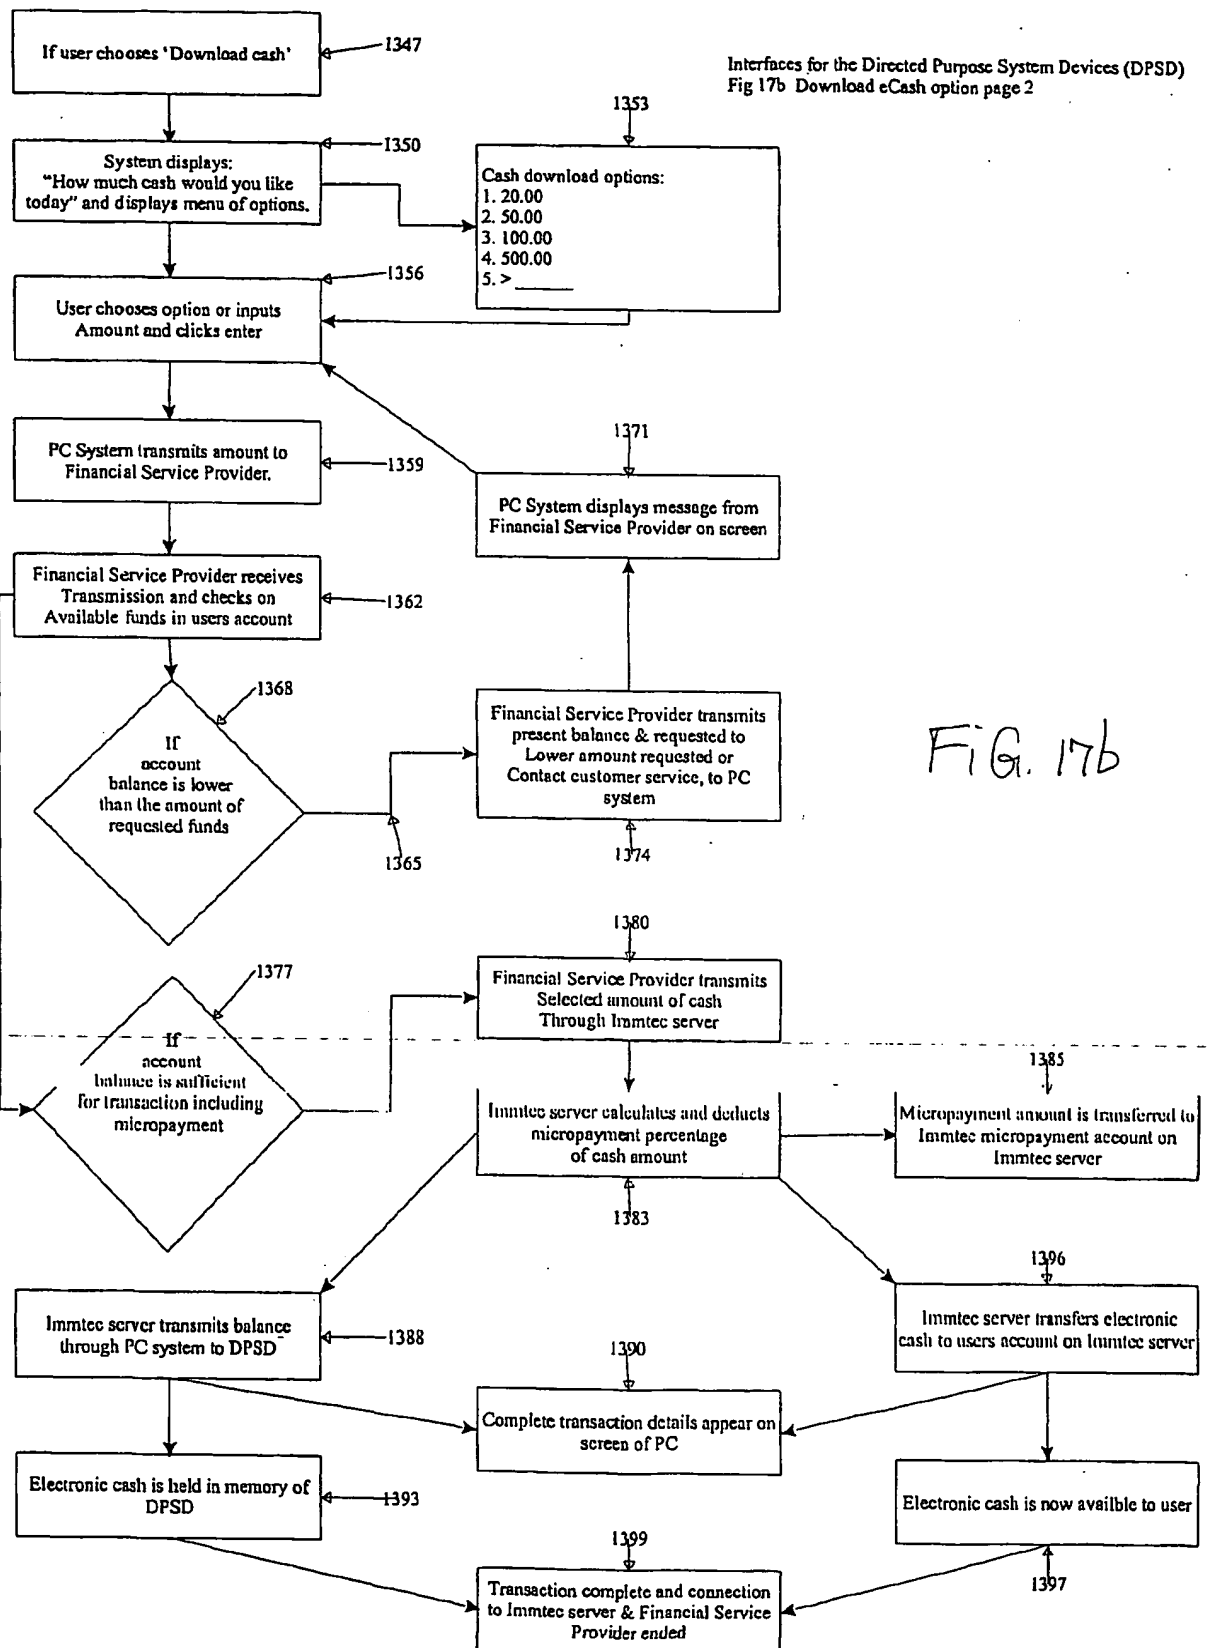 If user chooses 'Download cash'
1347
Interfaces for the Directed Purpose System Devices (DPSD)
Fig 17b Download eCash option page 2
1350
System displays:
"How much cash would you like
today" and displays menu of options.
1353
Cash download options:
1. 20.00
2. 50.00
3. 100.00
4. 500.00
5. > ______
1356
User chooses option or inputs
Amount and clicks enter
PC System transmits amount to
Financial Service Provider.
1359
1371
PC System displays message from
Financial Service Provider on screen
Financial Service Provider receives
Transmission and checks on
Available funds in users account
1362
1368
If
account
balance is lower
than the amount of
requested funds
1365
Financial Service Provider transmits
present balance & requested to
Lower amount requested or
Contact customer service, to PC
system
1374
FiG. 17b
1377
If
account
balance is sufficient
for transaction including
micropayment
1380
Financial Service Provider transmits
Selected amount of cash
Through Immtec server
Immtec server calculates and deducts
micropayment percentage
of cash amount
1383
1385
Micropayment amount is transferred to
Immtec micropayment account on
Immtec server
Immtec server transmits balance
through PC system to DPSD
1388
1390
Complete transaction details appear on
screen of PC
1396
Immtec server transfers electronic
cash to users account on Immtec server
Electronic cash is held in memory of
DPSD
1393
Electronic cash is now availble to user
1397
1399
Transaction complete and connection
to Immtec server & Financial Service
Provider ended